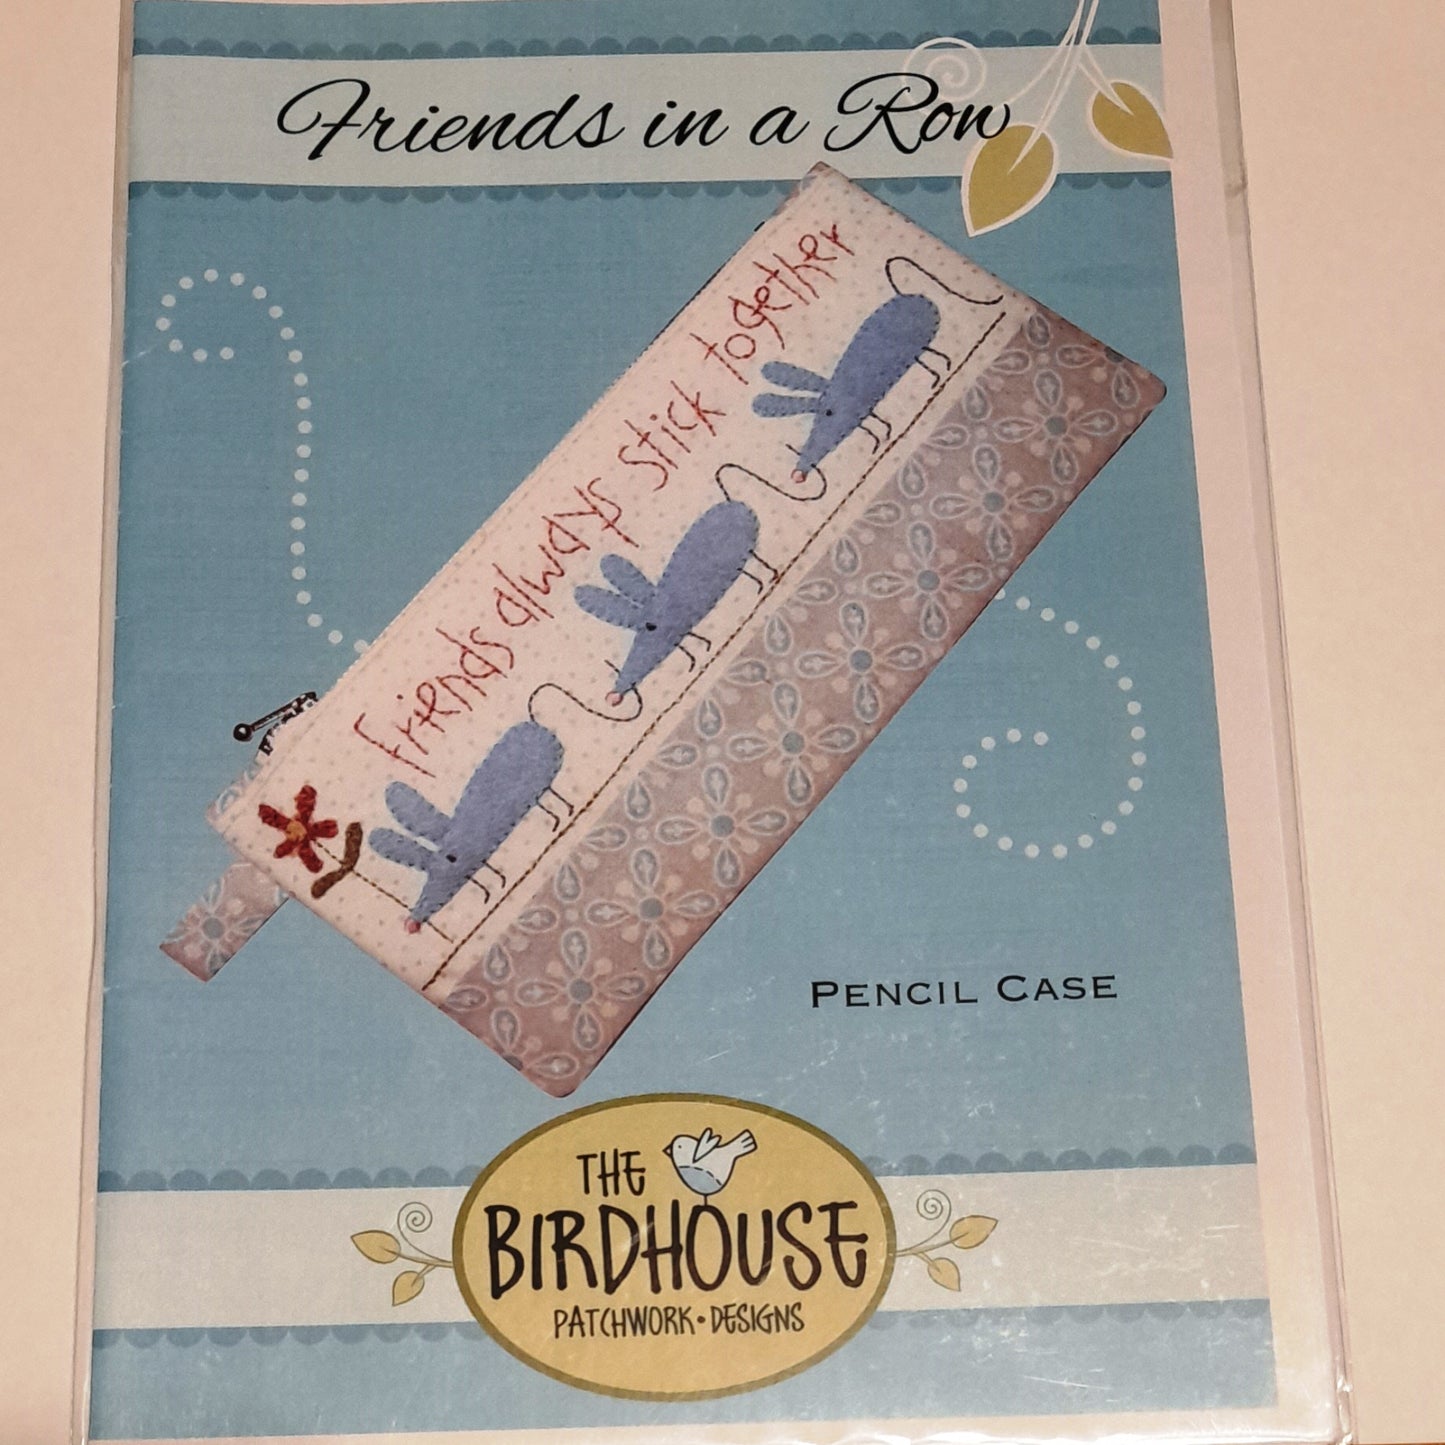 Friends in a Row
Friends always stick together
PENCIL CASE
THE
BIRDHOUSE
PATCHWORK • DESIGNS